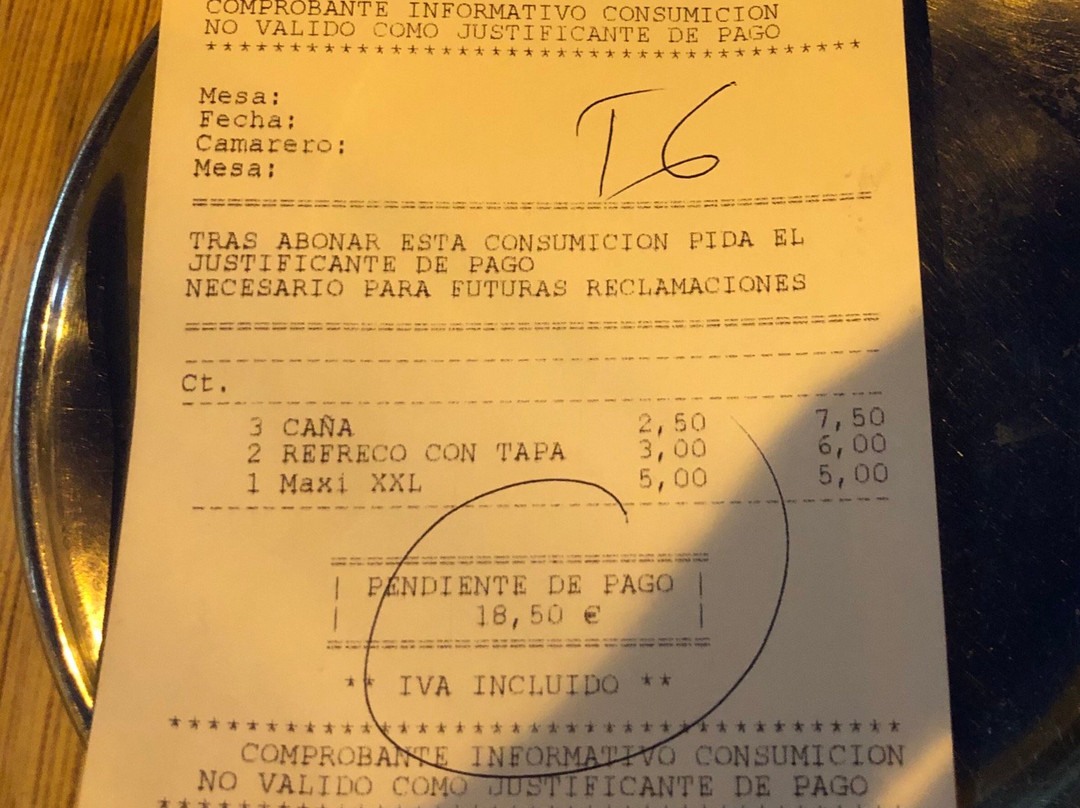 COMPROBANTE INFORMATIVO CONSUMICION
NO VALIDO COMO JUSTIFICANTE DE PAGO
****************************************
Mesa:
Fecha:
Camarero:
Mesa:
T6
========================================
TRAS ABONAR ESTA CONSUMICION PIDA EL
JUSTIFICANTE DE PAGO
NECESARIO PARA FUTURAS RECLAMACIONES
========================================
----------------------------------------
Ct.
----------------------------------------
3 CAÑA 2,50 7,50
2 REFRECO CON TAPA 3,00 6,00
1 Maxi XXL 5,00 5,00
----------------------------------------
=====================
| PENDIENTE DE PAGO |
| 18,50 € |
=====================
** IVA INCLUIDO **
****************************************
COMPROBANTE INFORMATIVO CONSUMICION
NO VALIDO COMO JUSTIFICANTE DE PAGO
****************************************